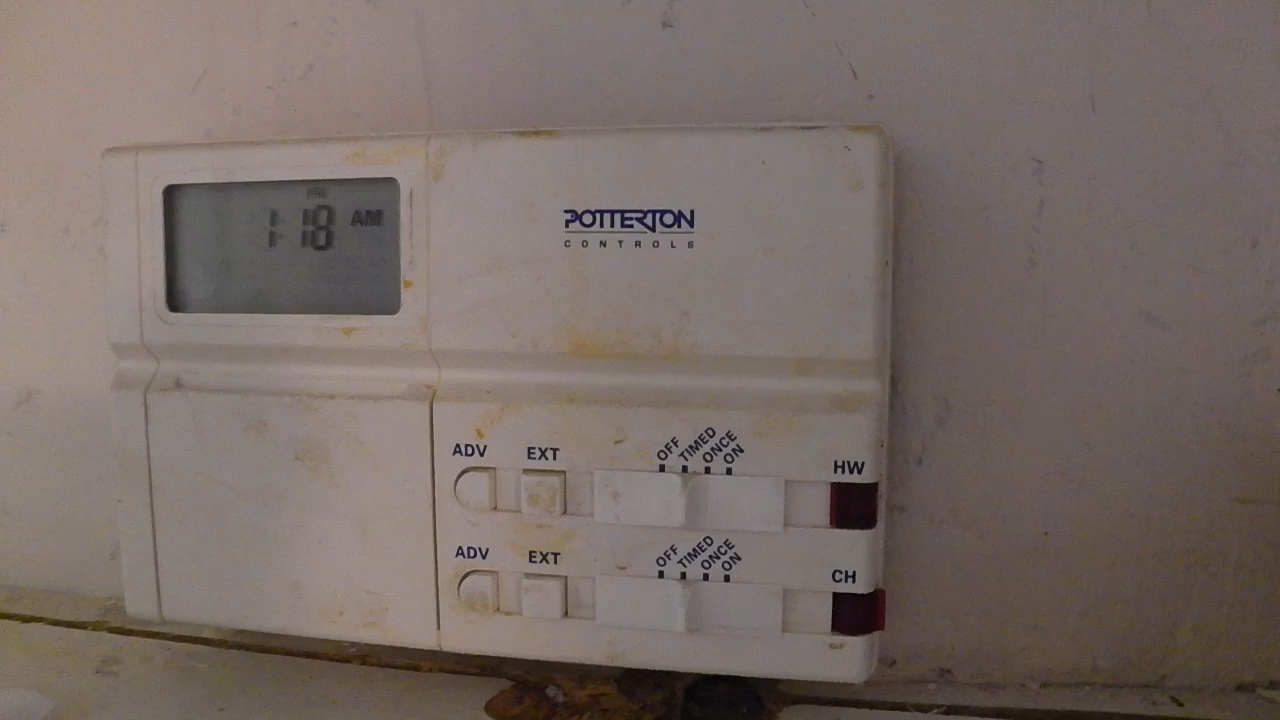 FRI
1:18 AM
POTTERTON
CONTROLS
ADV EXT OFF TIMED ONCE ON HW
ADV EXT OFF TIMED ONCE ON CH